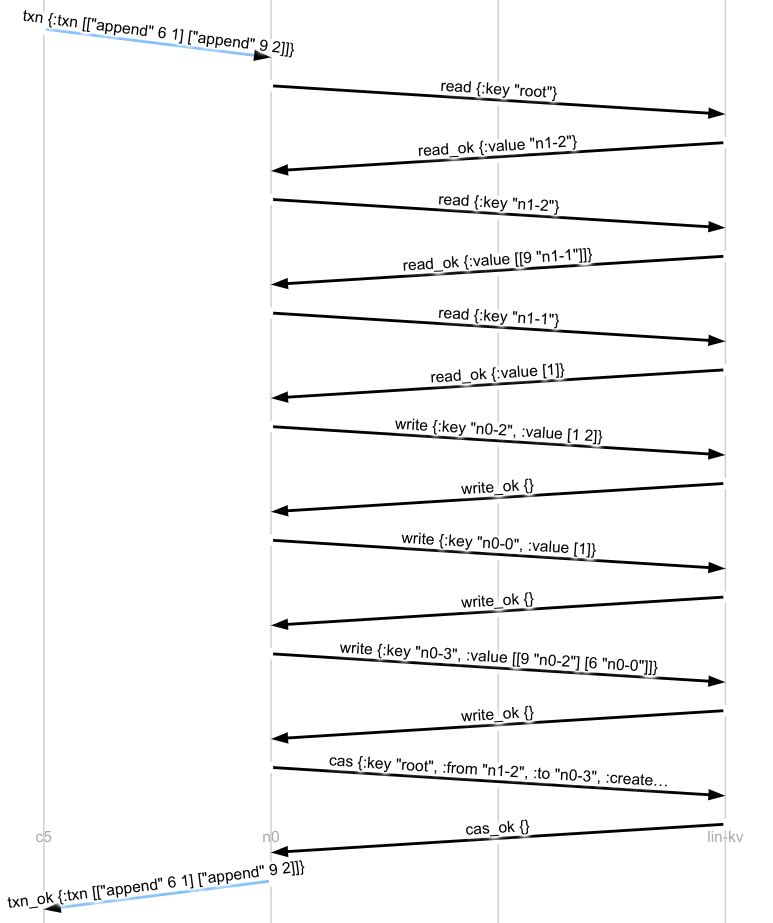 txn {:txn [["append" 6 1] ["append" 9 2]]}
read {:key "root"}
read_ok {:value "n1-2"}
read {:key "n1-2"}
read_ok {:value [[9 "n1-1"]]}
read {:key "n1-1"}
read_ok {:value [1]}
write {:key "n0-2", :value [1 2]}
write_ok {}
write {:key "n0-0", :value [1]}
write_ok {}
write {:key "n0-3", :value [[9 "n0-2"] [6 "n0-0"]]}
write_ok {}
cas {:key "root", :from "n1-2", :to "n0-3", :create…
cas_ok {}
c5 n0 lin-kv
txn_ok {:txn [["append" 6 1] ["append" 9 2]]}